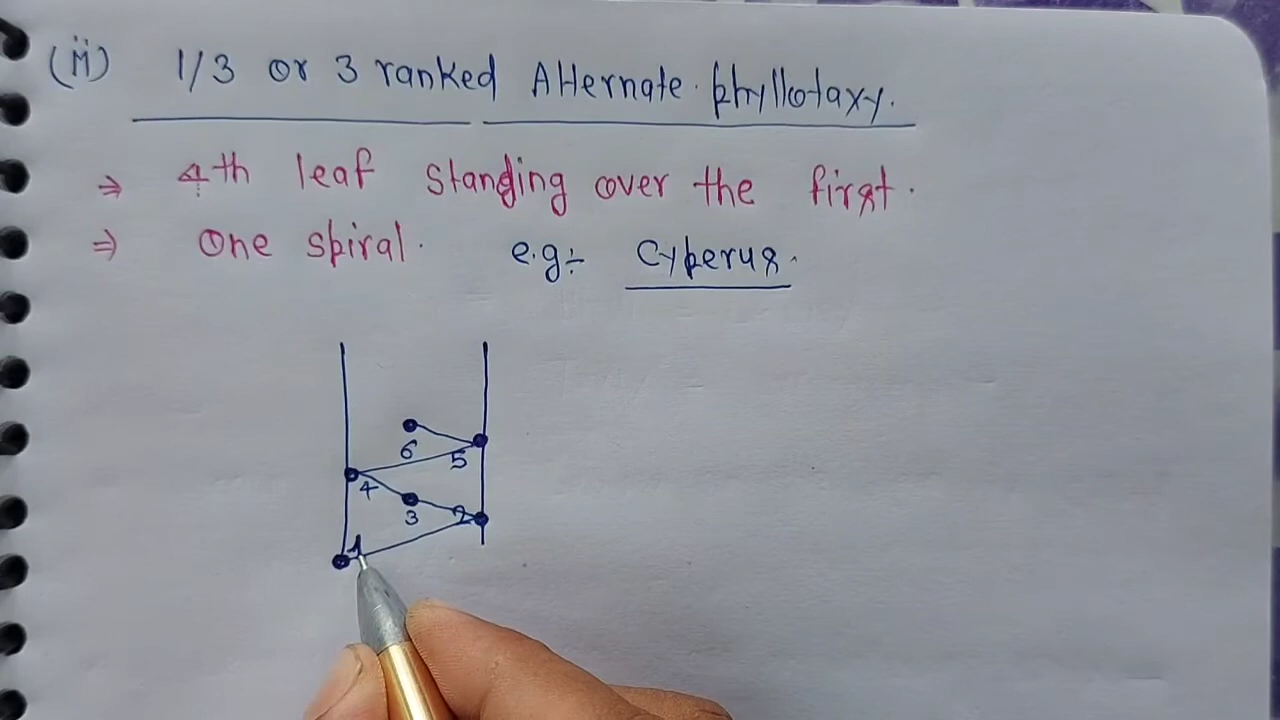 (ii) 1/3 or 3 ranked Alternate phyllotaxy.
⇒ 4th leaf standing over the first.
⇒ One spiral. e.g:- Cyperus.
6
5
4
3 2
1